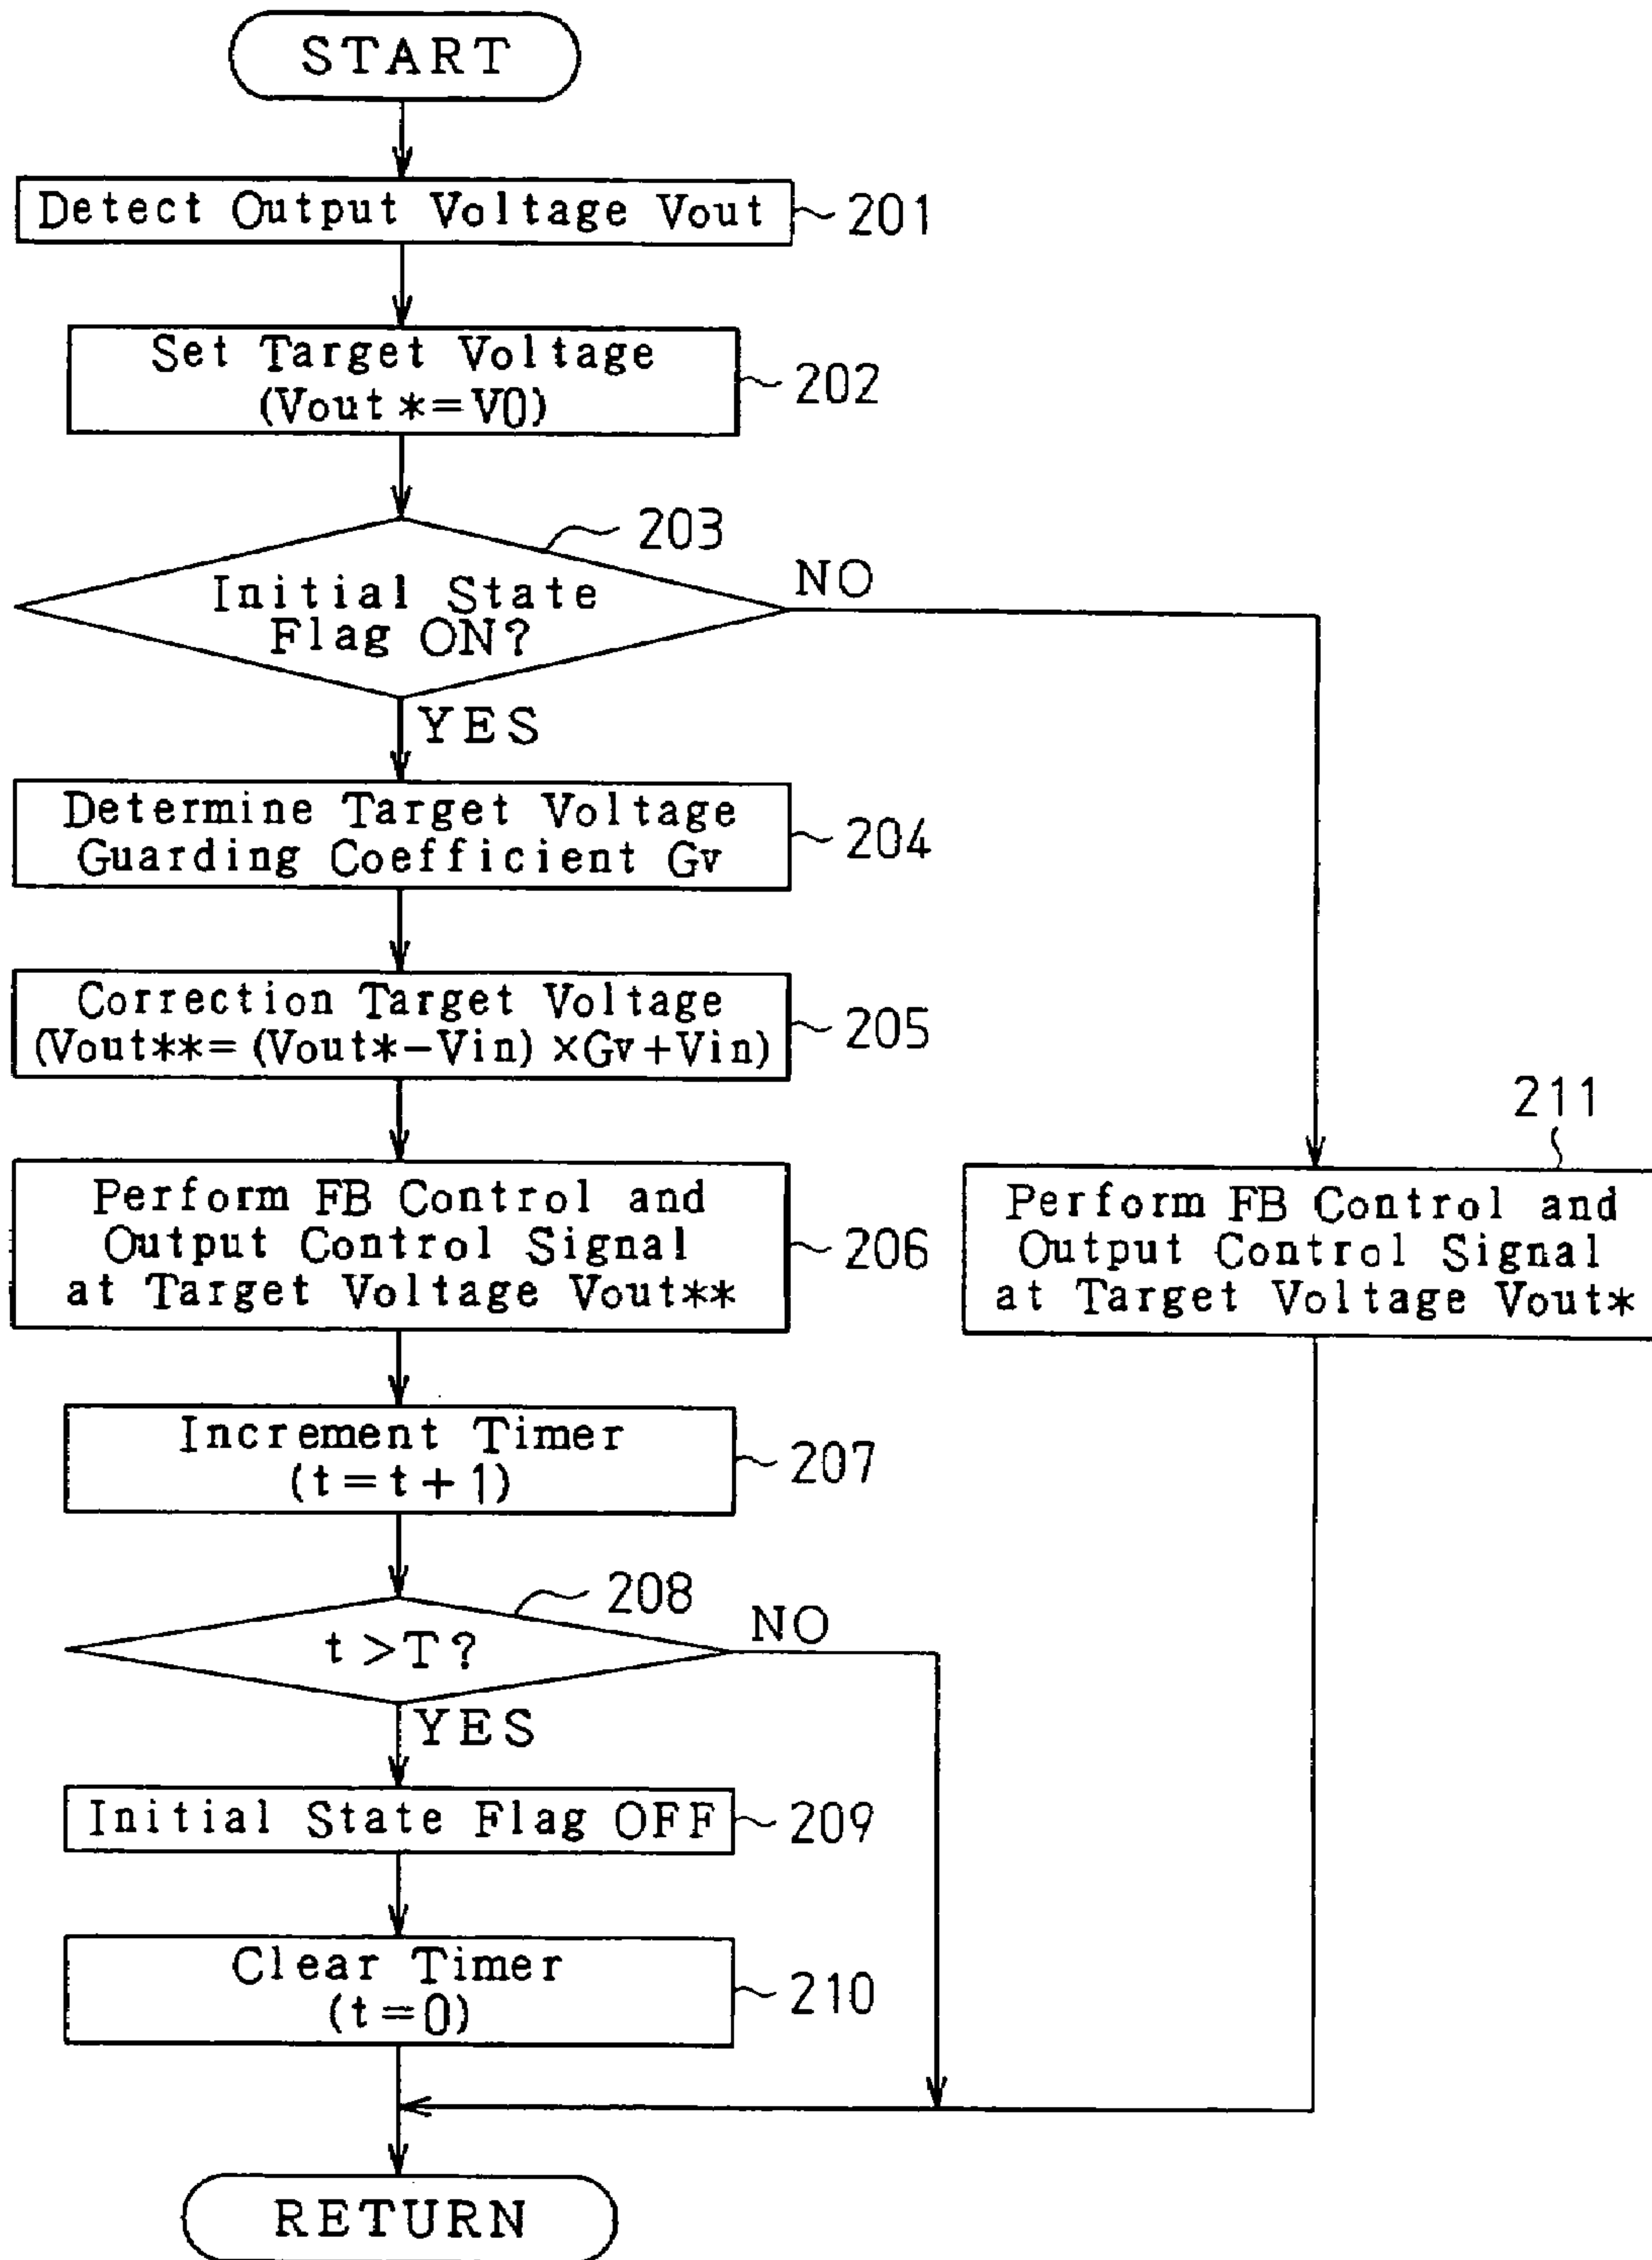 START
Detect Output Voltage Vout
201
Set Target Voltage
(Vout*=V0)
202
203
Initial State
Flag ON?
NO
YES
Determine Target Voltage
Guarding Coefficient Gv
204
Correction Target Voltage
(Vout**=(Vout*-Vin)×Gv+Vin)
205
Perform FB Control and
Output Control Signal
at Target Voltage Vout**
206
211
Perform FB Control and
Output Control Signal
at Target Voltage Vout*
Increment Timer
(t=t+1)
207
208
t>T?
NO
YES
Initial State Flag OFF
209
Clear Timer
(t=0)
210
RETURN